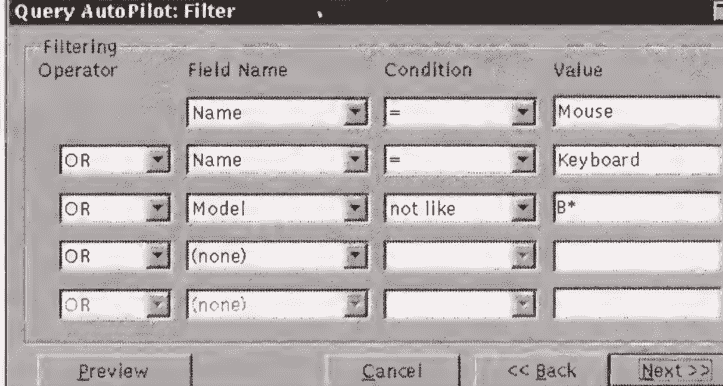 Query AutoPilot: Filter
Filtering
Operator Field Name Condition Value
Name = Mouse
OR Name = Keyboard
OR Model not like B*
OR (none)
OR (none)
Preview Cancel << Back Next >>